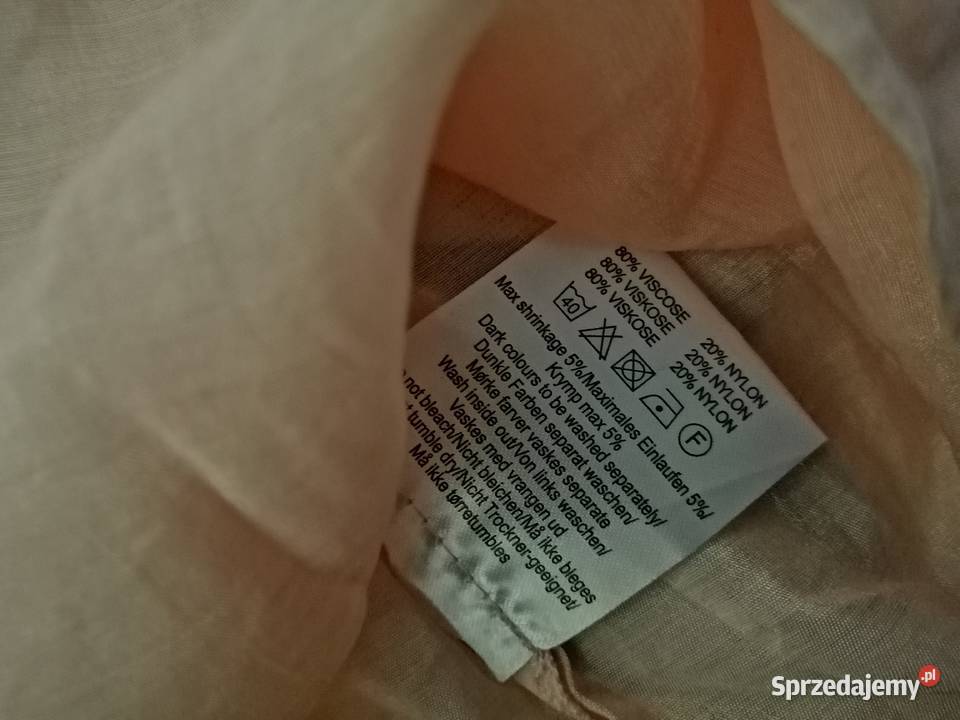 80% VISCOSE 20% NYLON
80% VISKOSE 20% NYLON
80% VISKOSE 20% NYLON
40
F
Max shrinkage 5%/Maximales Einlaufen 5%/
Krymp max 5%
Dark colours to be washed separately/
Dunkle Farben separat waschen/
Mørke farver vaskes separate
Wash inside out/Von links waschen/
Vaskes med vrangen ud
not bleach/Nicht bleichen/Må ikke bleges
tumble dry/Nicht Trockner-geeignet/
Må ikke tørretumbles
Sprzedajemy.pl